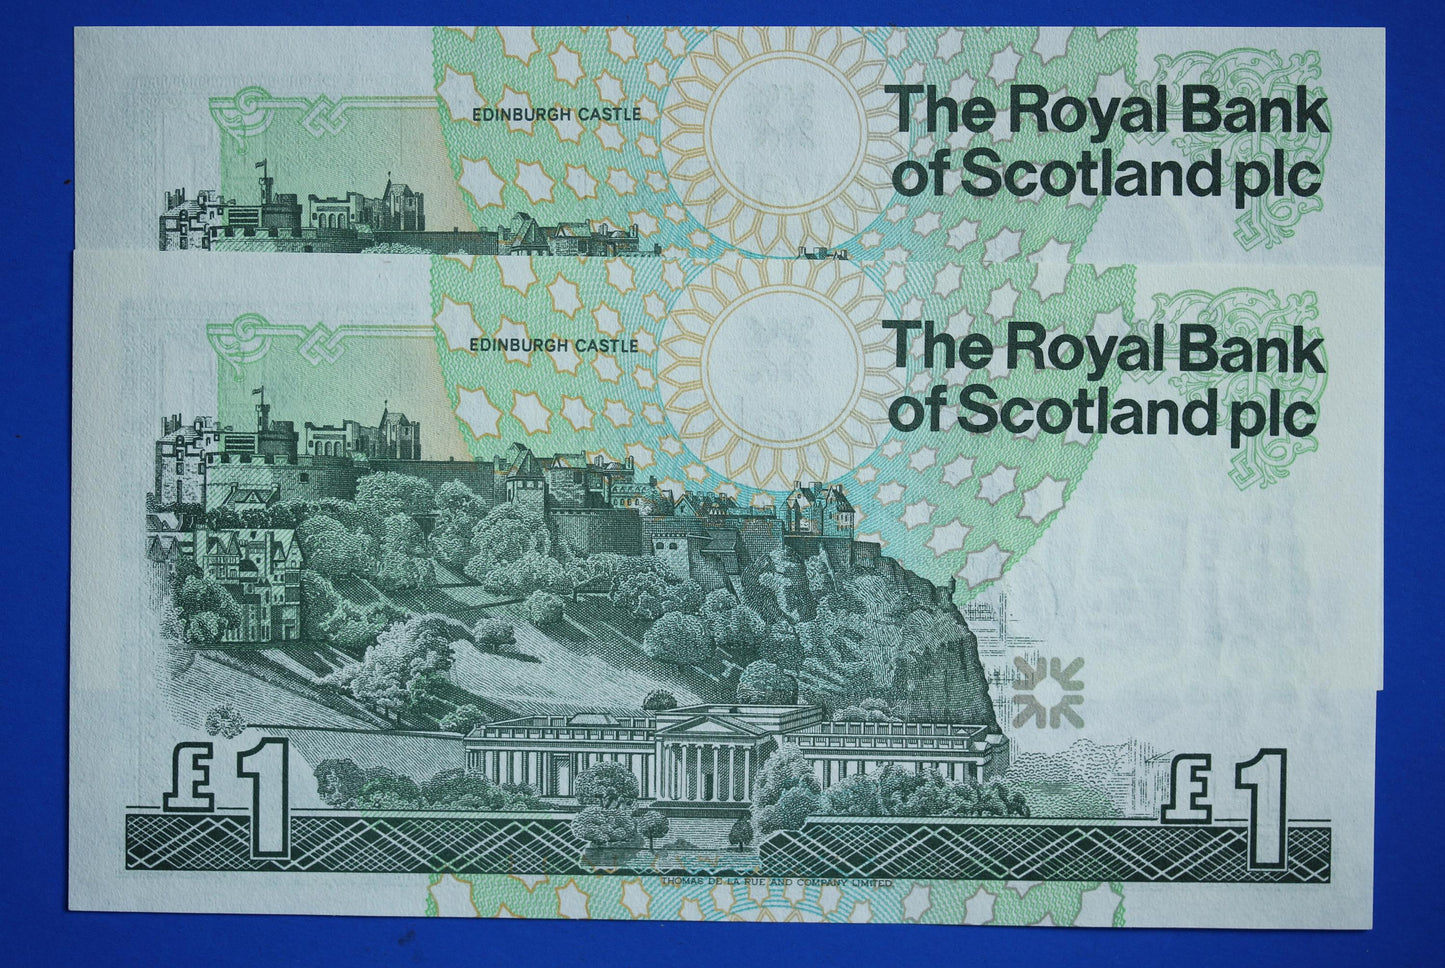 EDINBURGH CASTLE
The Royal Bank
of Scotland plc
EDINBURGH CASTLE
The Royal Bank
of Scotland plc
£1
£1
THOMAS DE LA RUE AND COMPANY LIMITED